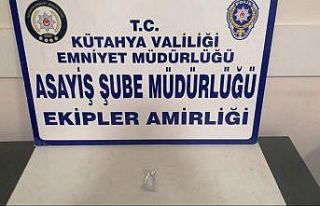 T.C.
KÜTAHYA VALİLİĞİ
EMNİYET MÜDÜRLÜĞÜ
ASAYİŞ ŞUBE MÜDÜRLÜĞÜ
EKİPLER AMİRLİĞİ